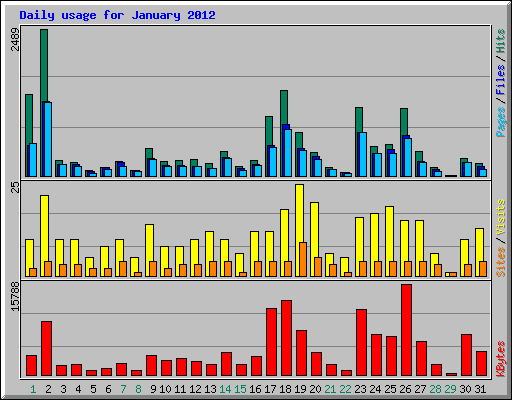 Daily usage for January 2012
2489
Pages / Files / Hits
25
Sites / Visits
15788
KBytes
1 2 3 4 5 6 7 8 9 10 11 12 13 14 15 16 17 18 19 20 21 22 23 24 25 26 27 28 29 30 31